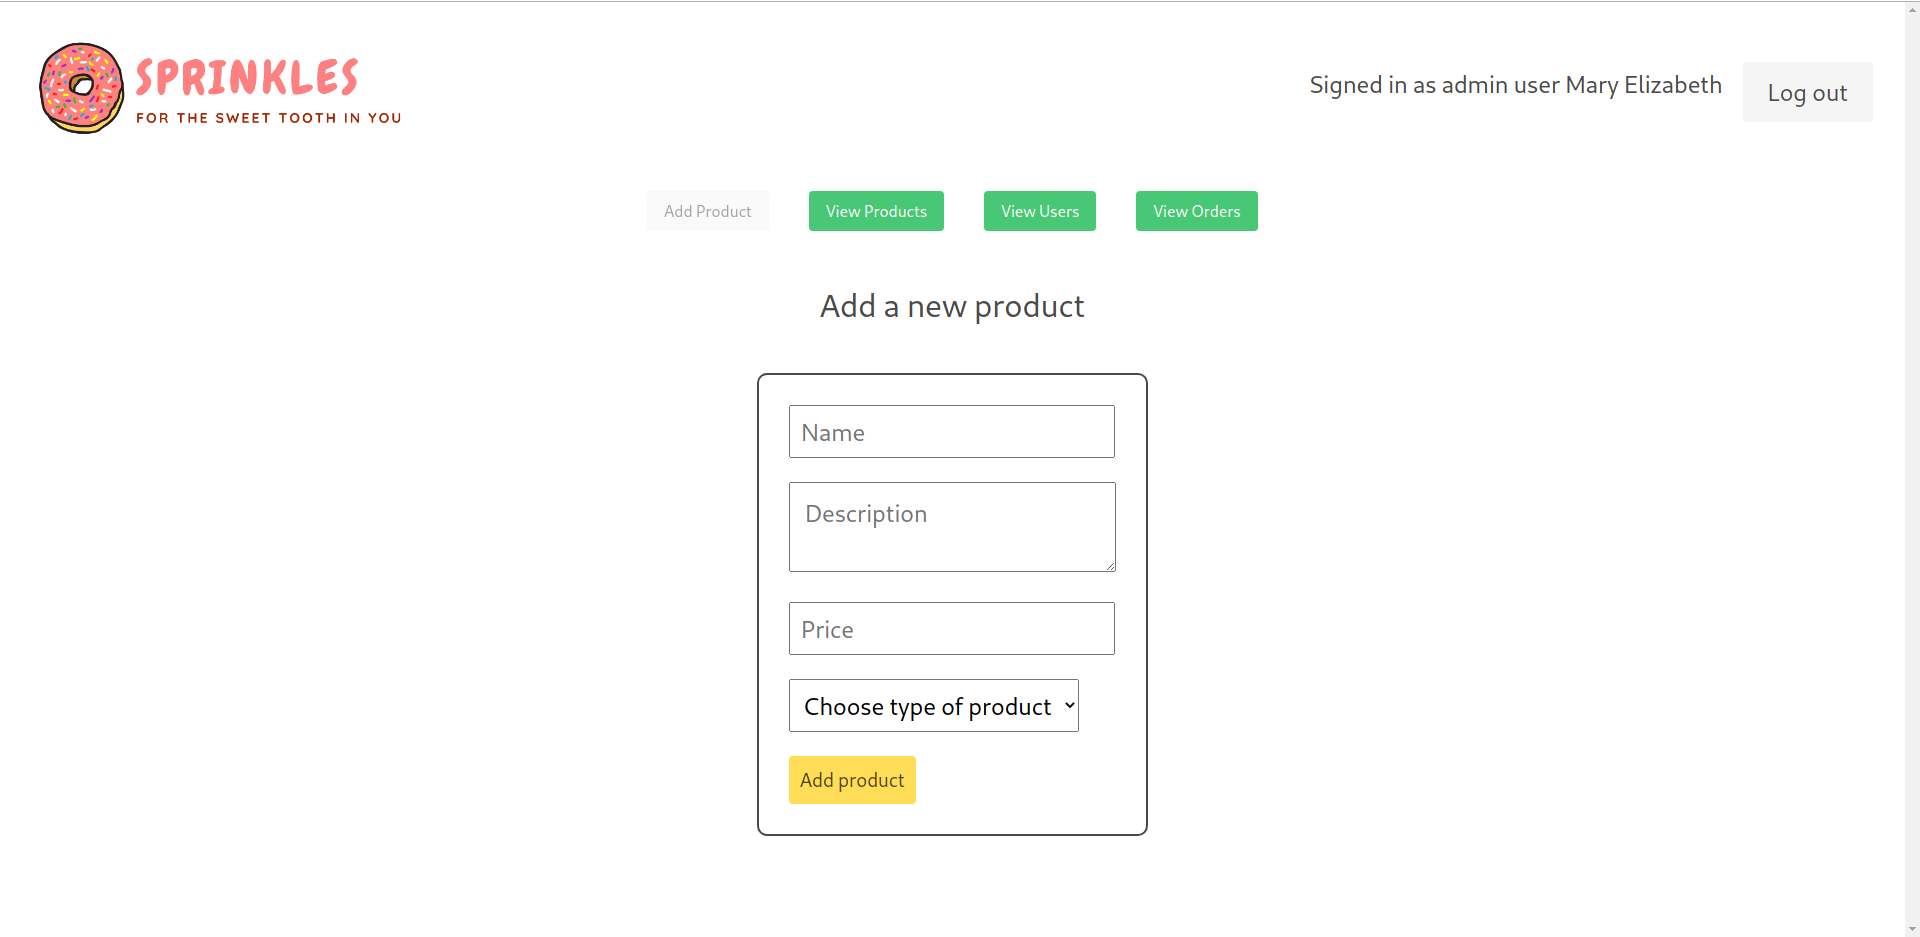 SPRINKLES
FOR THE SWEET TOOTH IN YOU
Signed in as admin user Mary Elizabeth
Log out
Add Product
View Products
View Users
View Orders
Add a new product
Name
Description
Price
Choose type of product
Add product